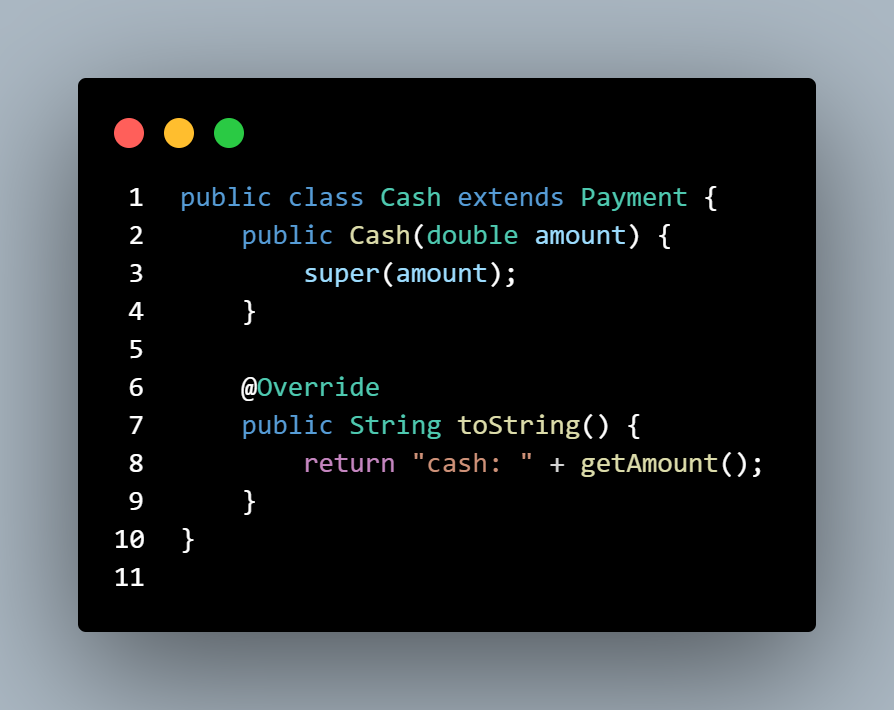 1 public class Cash extends Payment {
2     public Cash(double amount) {
3         super(amount);
4     }
5
6     @Override
7     public String toString() {
8         return "cash: " + getAmount();
9     }
10 }
11